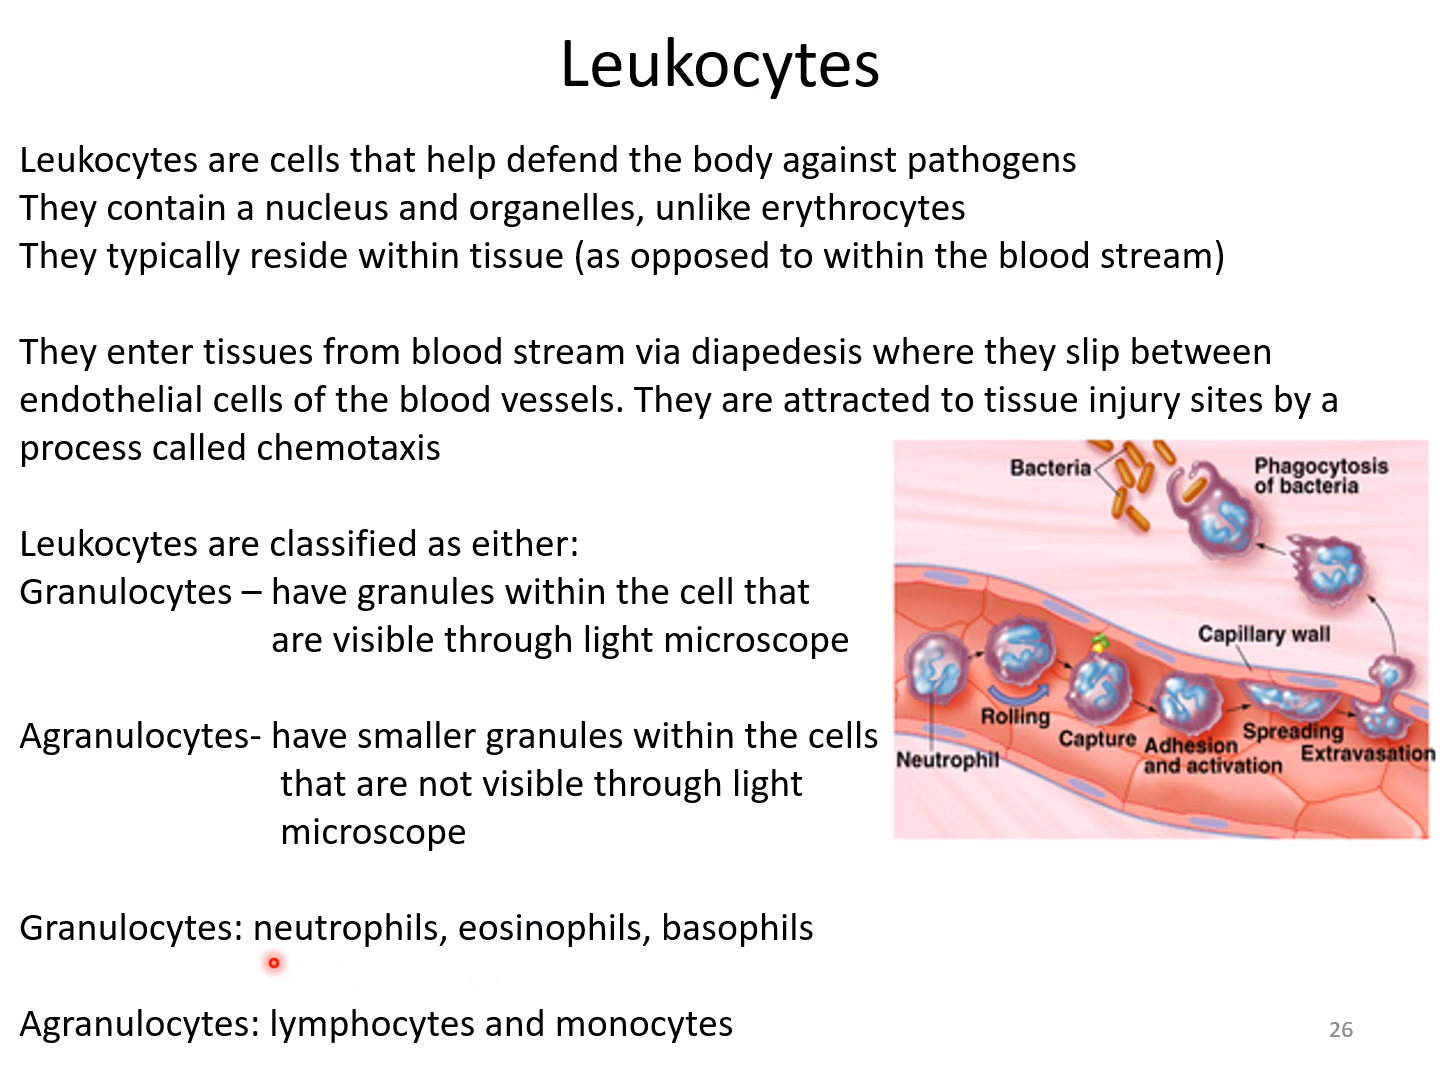 Leukocytes
Leukocytes are cells that help defend the body against pathogens
They contain a nucleus and organelles, unlike erythrocytes
They typically reside within tissue (as opposed to within the blood stream)
They enter tissues from blood stream via diapedesis where they slip between
endothelial cells of the blood vessels. They are attracted to tissue injury sites by a
process called chemotaxis
Leukocytes are classified as either:
Granulocytes – have granules within the cell that
are visible through light microscope
Agranulocytes- have smaller granules within the cells
that are not visible through light
microscope
Granulocytes: neutrophils, eosinophils, basophils
Agranulocytes: lymphocytes and monocytes
Bacteria
Phagocytosis
of bacteria
Capillary wall
Neutrophil
Rolling
Capture
Adhesion
and activation
Spreading
Extravasation
26